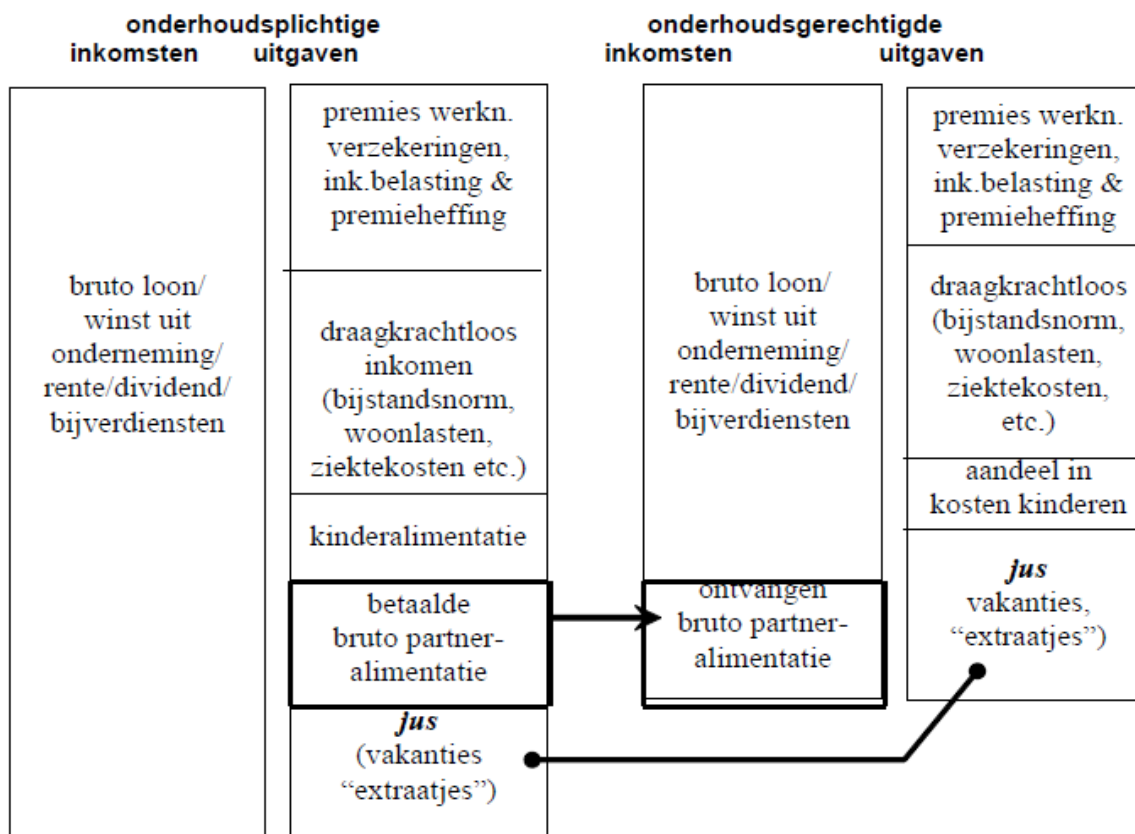 onderhoudsplichtige
inkomsten uitgaven
onderhoudsgerechtigde
inkomsten uitgaven
bruto loon/
winst uit
onderneming/
rente/dividend/
bijverdiensten
premies werkn.
verzekeringen,
ink.belasting &
premieheffing
draagkrachtloos
inkomen
(bijstandsnorm,
woonlasten,
ziektekosten etc.)
kinderalimentatie
betaalde
bruto partner-
alimentatie
jus
(vakanties
“extraatjes”)
bruto loon/
winst uit
onderneming/
rente/dividend/
bijverdiensten
ontvangen
bruto partner-
alimentatie
premies werkn.
verzekeringen,
ink.belasting &
premieheffing
draagkrachtloos
(bijstandsnorm,
woonlasten,
ziektekosten,
etc.)
aandeel in
kosten kinderen
jus
vakanties,
“extraatjes”)